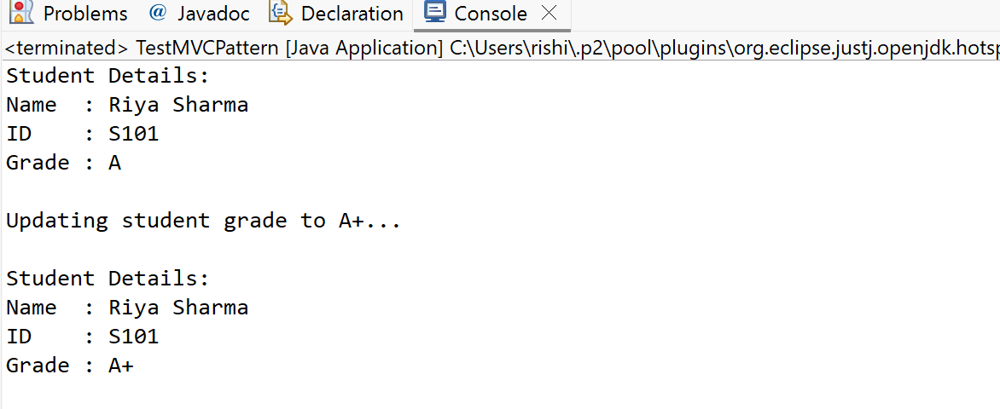 Problems @ Javadoc Declaration Console
<terminated> TestMVCPattern [Java Application] C:\Users\rishi\.p2\pool\plugins\org.eclipse.justj.openjdk.hotsp
Student Details:
Name  : Riya Sharma
ID    : S101
Grade : A
Updating student grade to A+...
Student Details:
Name  : Riya Sharma
ID    : S101
Grade : A+